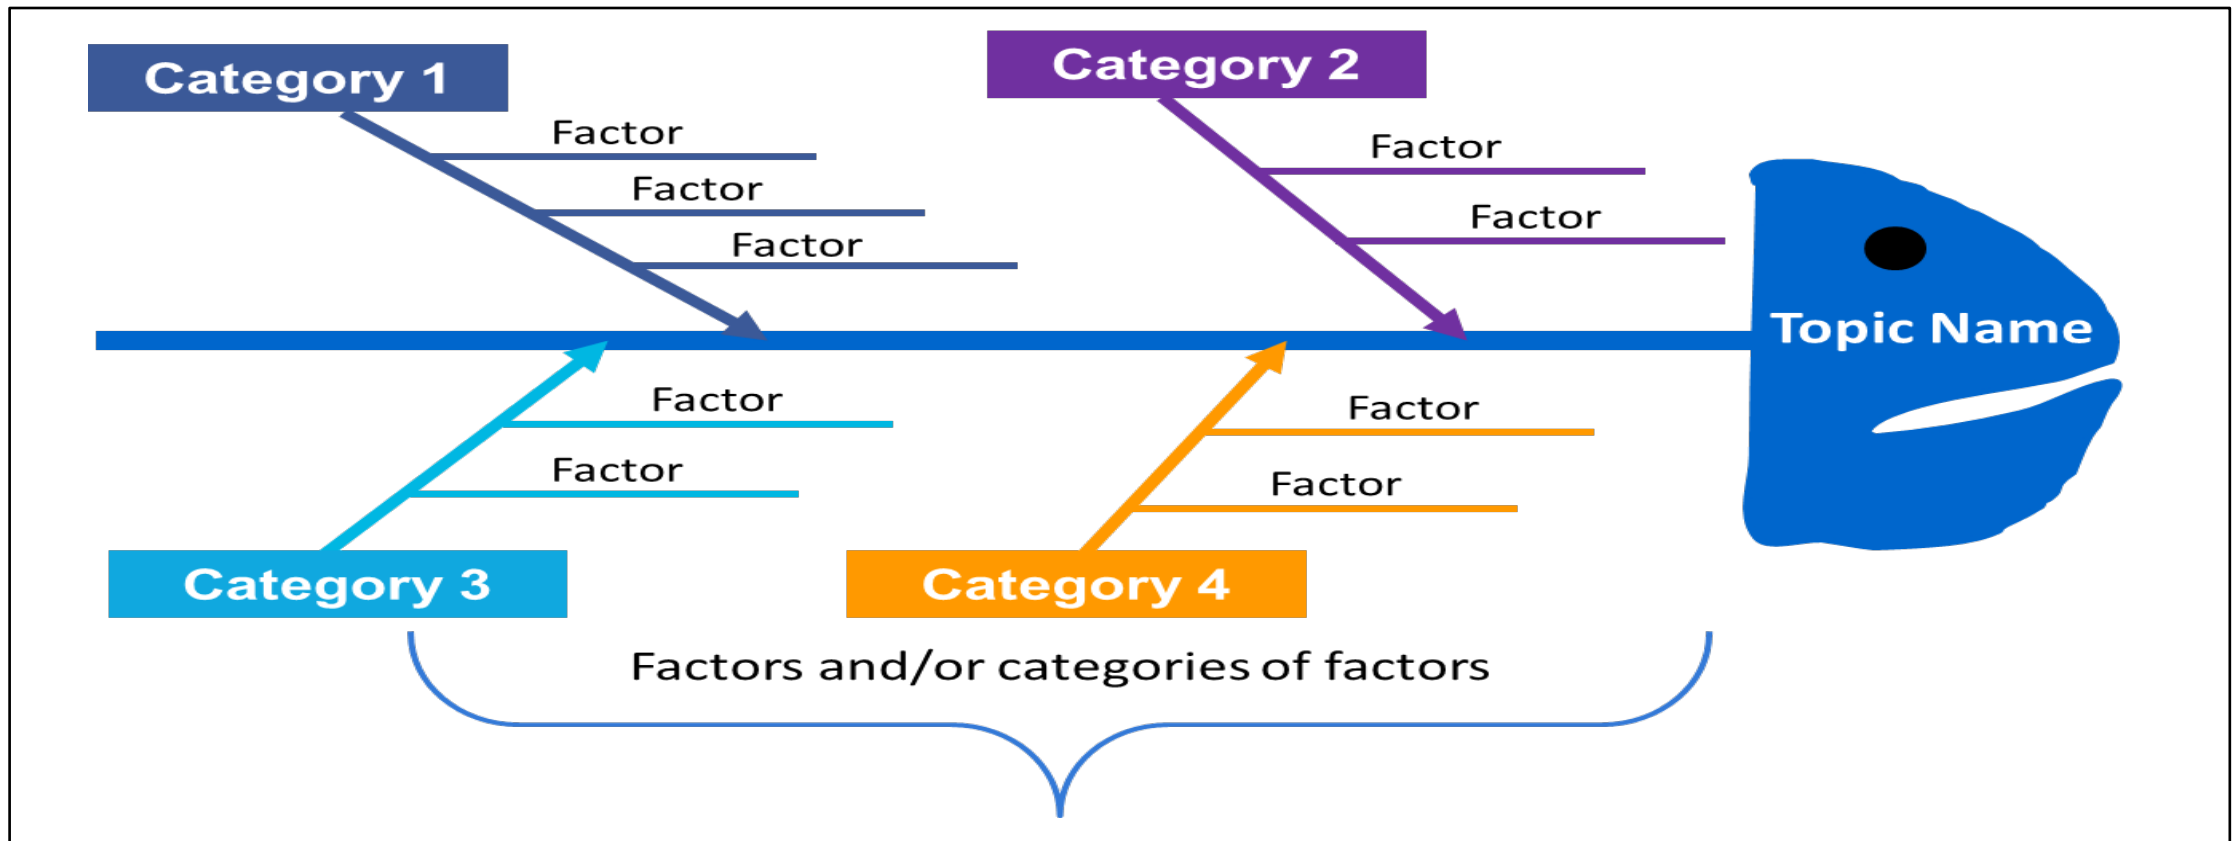 Category 1
Category 2
Factor
Factor
Factor
Factor
Factor
Topic Name
Factor
Factor
Factor
Factor
Category 3
Category 4
Factors and/or categories of factors